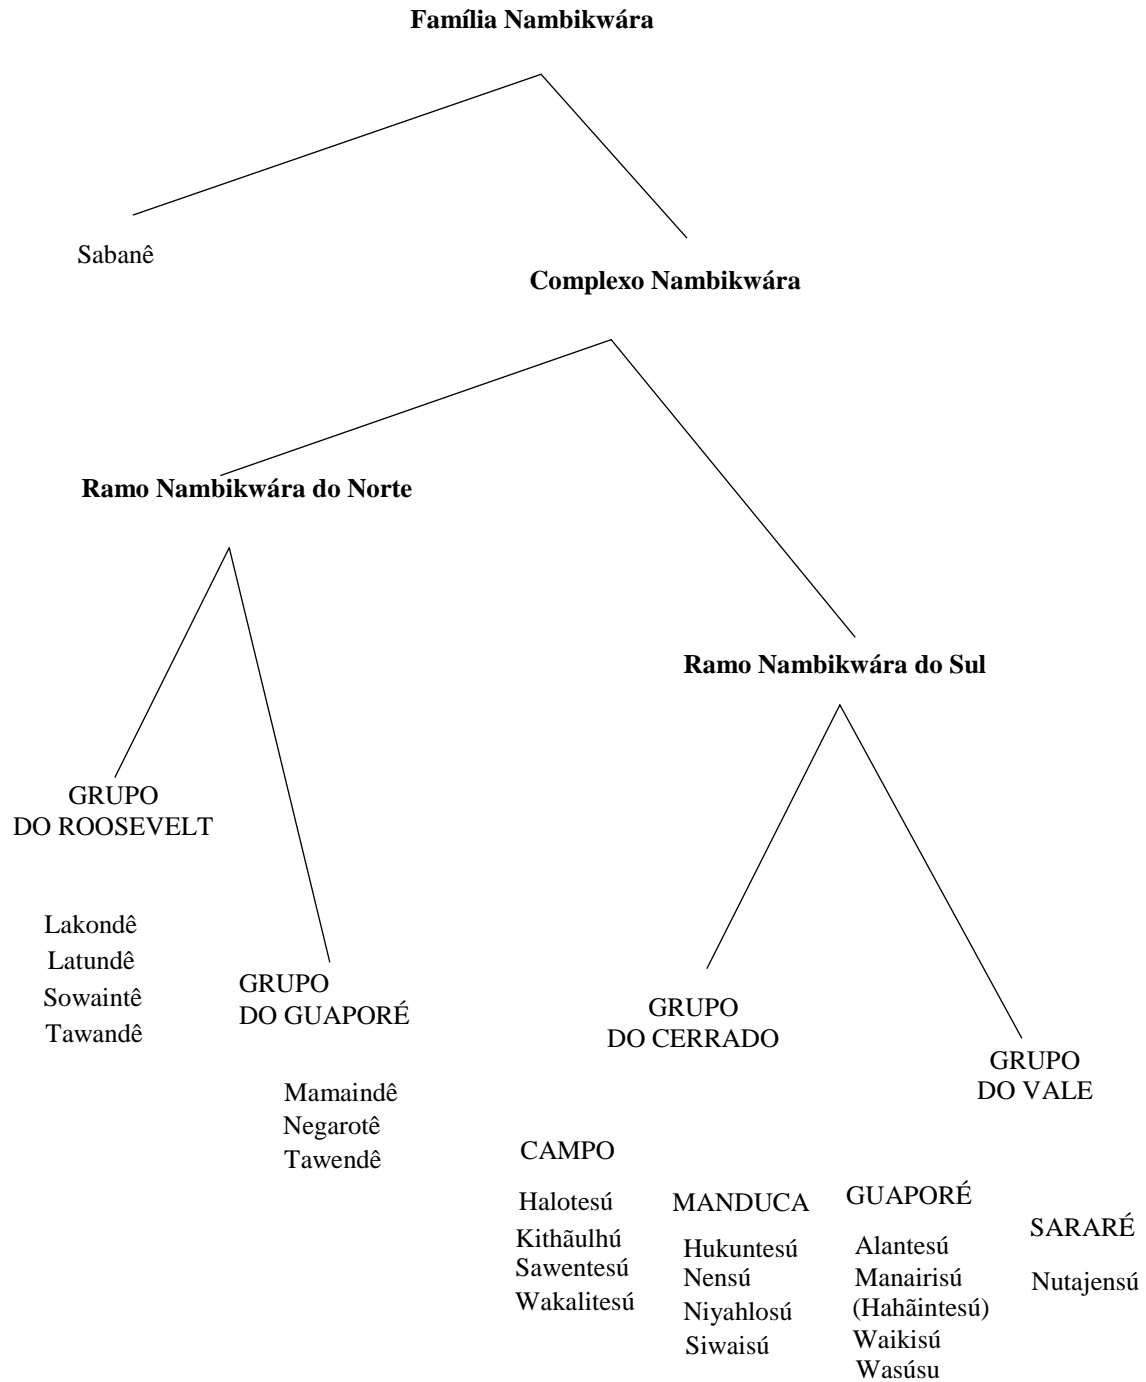 Família Nambikwára
Sabanê
Complexo Nambikwára
Ramo Nambikwára do Norte
Ramo Nambikwára do Sul
GRUPO
DO ROOSEVELT
Lakondê
Latundê
Sowaintê
Tawandê
GRUPO
DO GUAPORÉ
Mamaindê
Negarotê
Tawendê
GRUPO
DO CERRADO
GRUPO
DO VALE
CAMPO
Halotesú
Kithãulhú
Sawentesú
Wakalitesú
MANDUCA
Hukuntesú
Nensú
Niyahlosú
Siwaisú
GUAPORÉ
Alantesú
Manairisú
(Hahãintesú)
Waikisú
Wasúsu
SARARÉ
Nutajensú